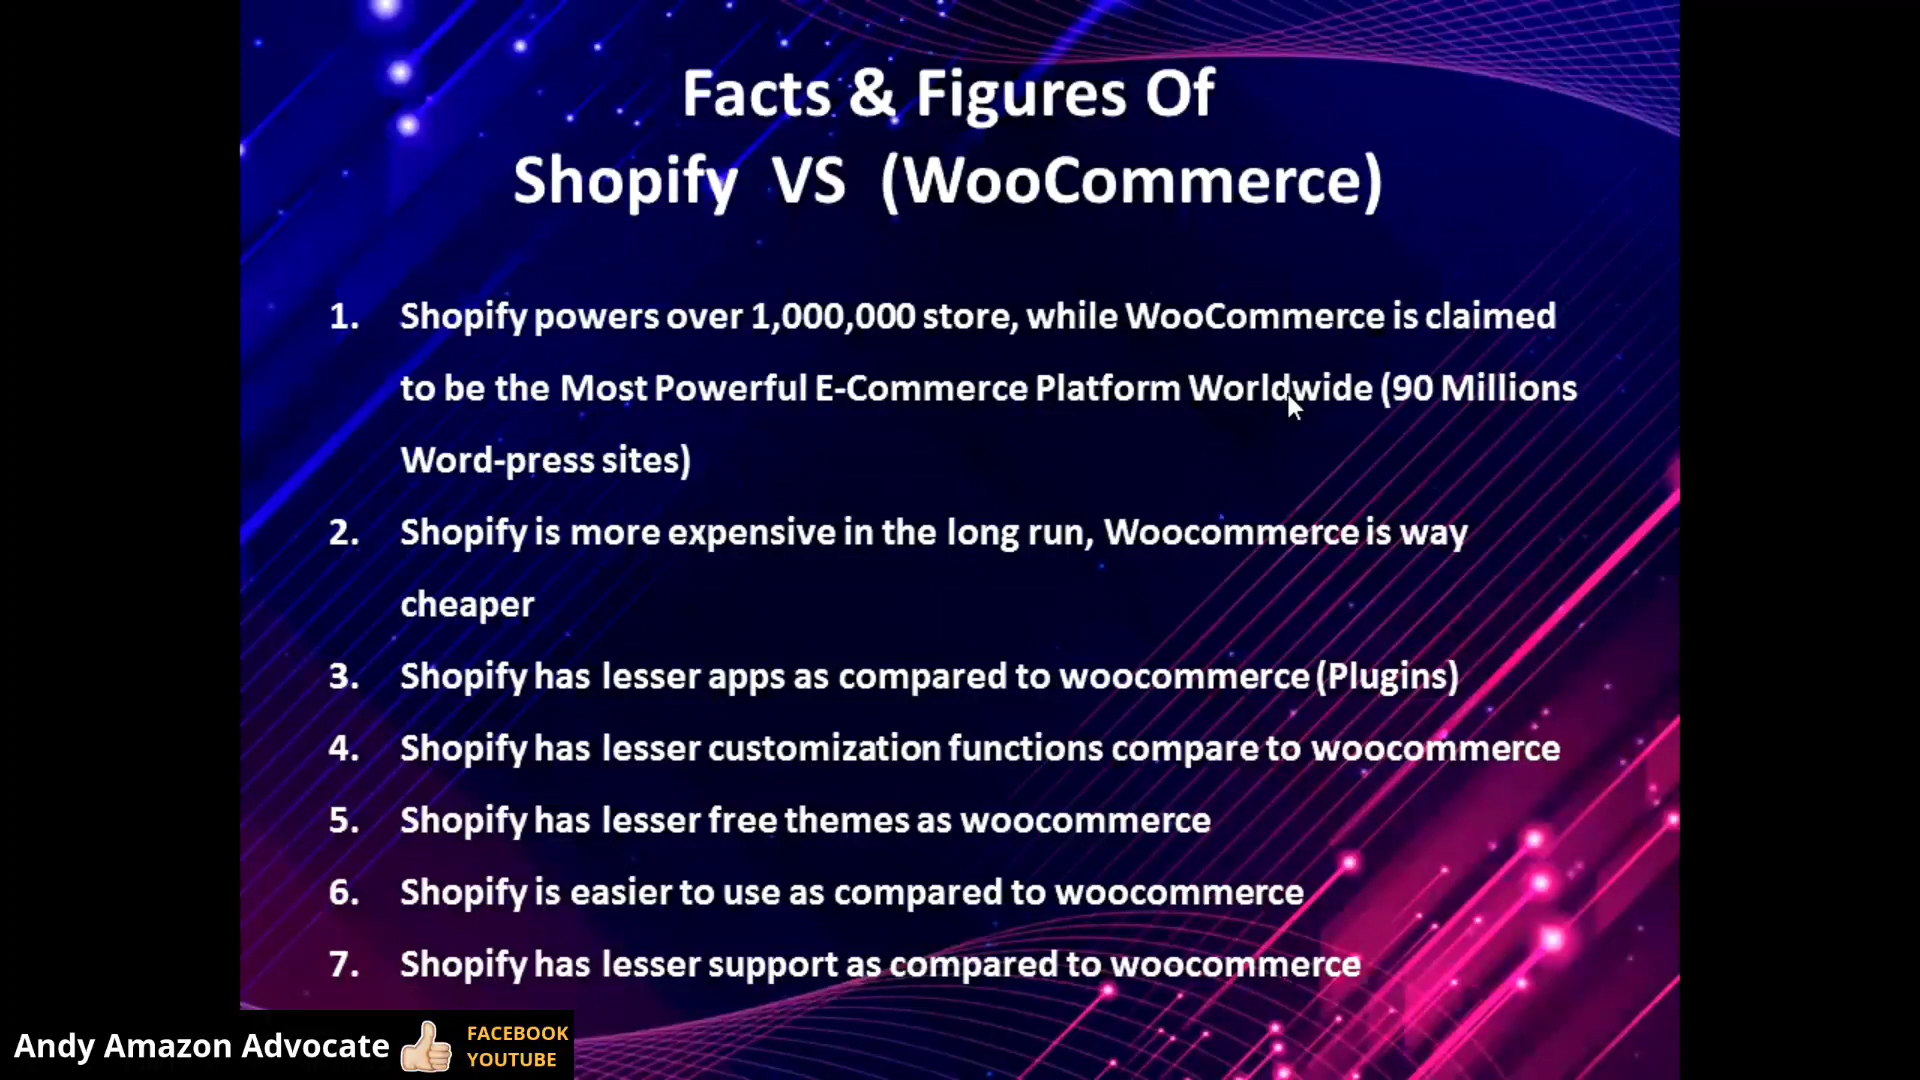 Facts & Figures Of
Shopify VS (WooCommerce)
1. Shopify powers over 1,000,000 store, while WooCommerce is claimed
to be the Most Powerful E-Commerce Platform Worldwide (90 Millions
Word-press sites)
2. Shopify is more expensive in the long run, Woocommerce is way
cheaper
3. Shopify has lesser apps as compared to woocommerce (Plugins)
4. Shopify has lesser customization functions compare to woocommerce
5. Shopify has lesser free themes as woocommerce
6. Shopify is easier to use as compared to woocommerce
7. Shopify has lesser support as compared to woocommerce
Andy Amazon Advocate
FACEBOOK
YOUTUBE